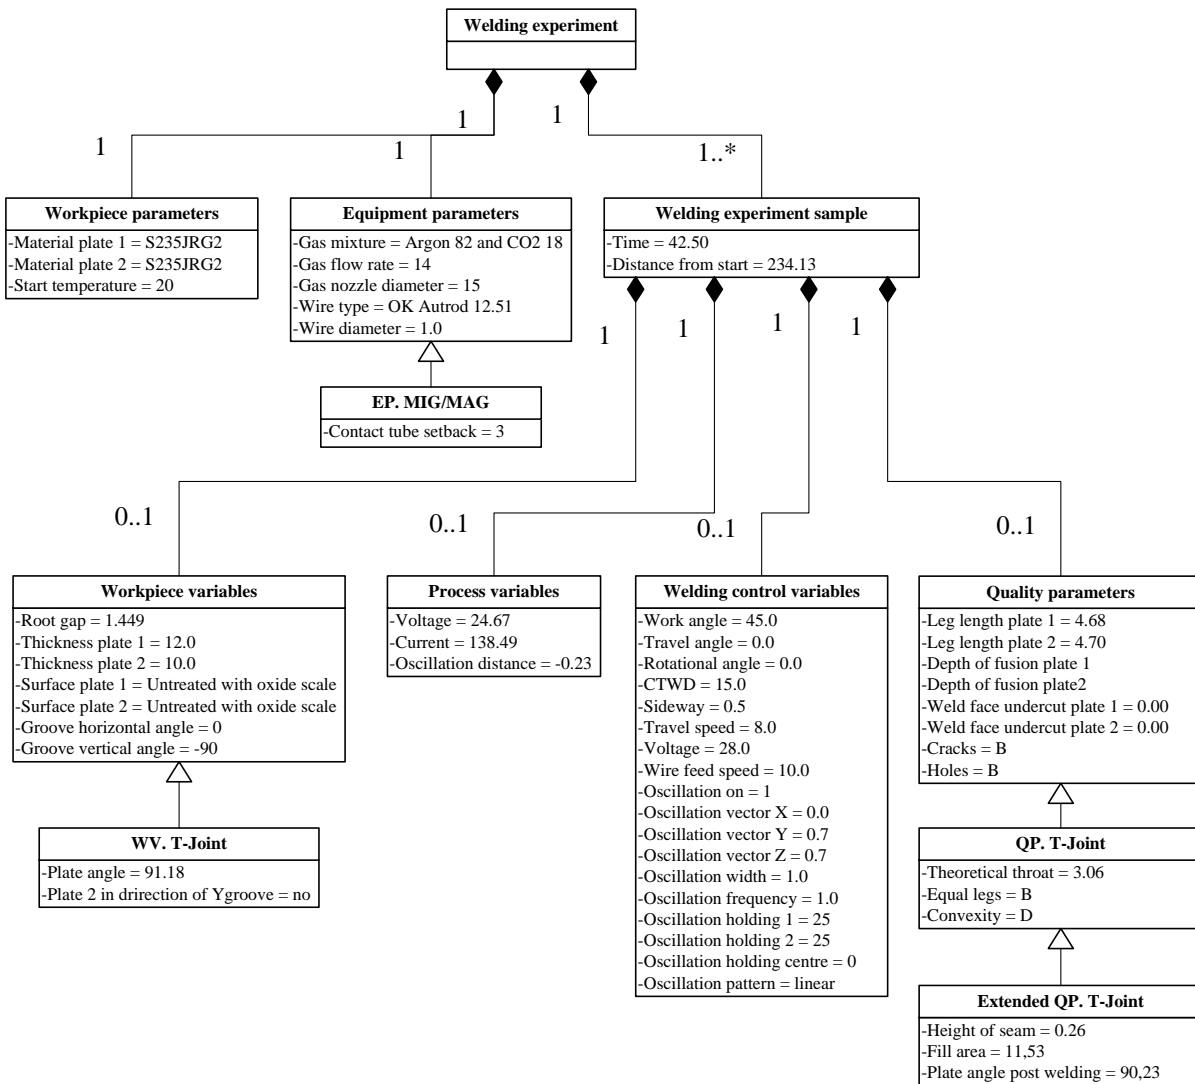 Welding experiment
1
1
1
1
1..*
Workpiece parameters
-Material plate 1 = S235JRG2
-Material plate 2 = S235JRG2
-Start temperature = 20
Equipment parameters
-Gas mixture = Argon 82 and CO2 18
-Gas flow rate = 14
-Gas nozzle diameter = 15
-Wire type = OK Autrod 12.51
-Wire diameter = 1.0
Welding experiment sample
-Time = 42.50
-Distance from start = 234.13
EP. MIG/MAG
-Contact tube setback = 3
1
1
1
1
0..1
0..1
0..1
0..1
Workpiece variables
-Root gap = 1.449
-Thickness plate 1 = 12.0
-Thickness plate 2 = 10.0
-Surface plate 1 = Untreated with oxide scale
-Surface plate 2 = Untreated with oxide scale
-Groove horizontal angle = 0
-Groove vertical angle = -90
WV. T-Joint
-Plate angle = 91.18
-Plate 2 in drirection of Ygroove = no
Process variables
-Voltage = 24.67
-Current = 138.49
-Oscillation distance = -0.23
Welding control variables
-Work angle = 45.0
-Travel angle = 0.0
-Rotational angle = 0.0
-CTWD = 15.0
-Sideway = 0.5
-Travel speed = 8.0
-Voltage = 28.0
-Wire feed speed = 10.0
-Oscillation on = 1
-Oscillation vector X = 0.0
-Oscillation vector Y = 0.7
-Oscillation vector Z = 0.7
-Oscillation width = 1.0
-Oscillation frequency = 1.0
-Oscillation holding 1 = 25
-Oscillation holding 2 = 25
-Oscillation holding centre = 0
-Oscillation pattern = linear
Quality parameters
-Leg length plate 1 = 4.68
-Leg length plate 2 = 4.70
-Depth of fusion plate 1
-Depth of fusion plate2
-Weld face undercut plate 1 = 0.00
-Weld face undercut plate 2 = 0.00
-Cracks = B
-Holes = B
QP. T-Joint
-Theoretical throat = 3.06
-Equal legs = B
-Convexity = D
Extended QP. T-Joint
-Height of seam = 0.26
-Fill area = 11,53
-Plate angle post welding = 90,23